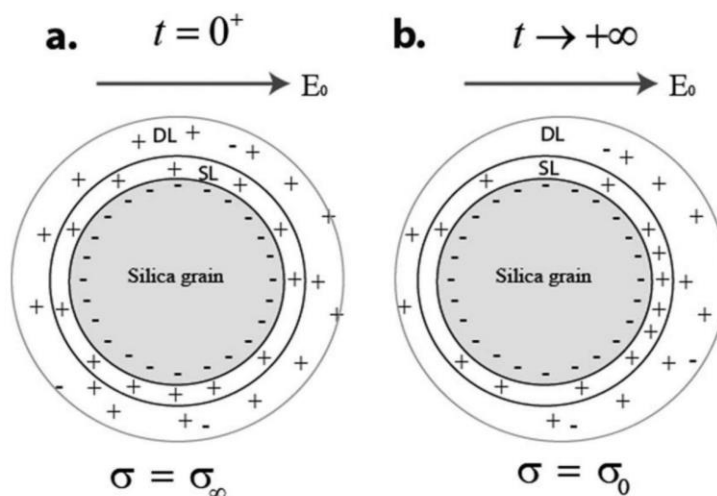 a. t = 0⁺
E₀
DL
SL
Silica grain
σ = σ∞
b. t → +∞
E₀
DL
SL
Silica grain
σ = σ₀